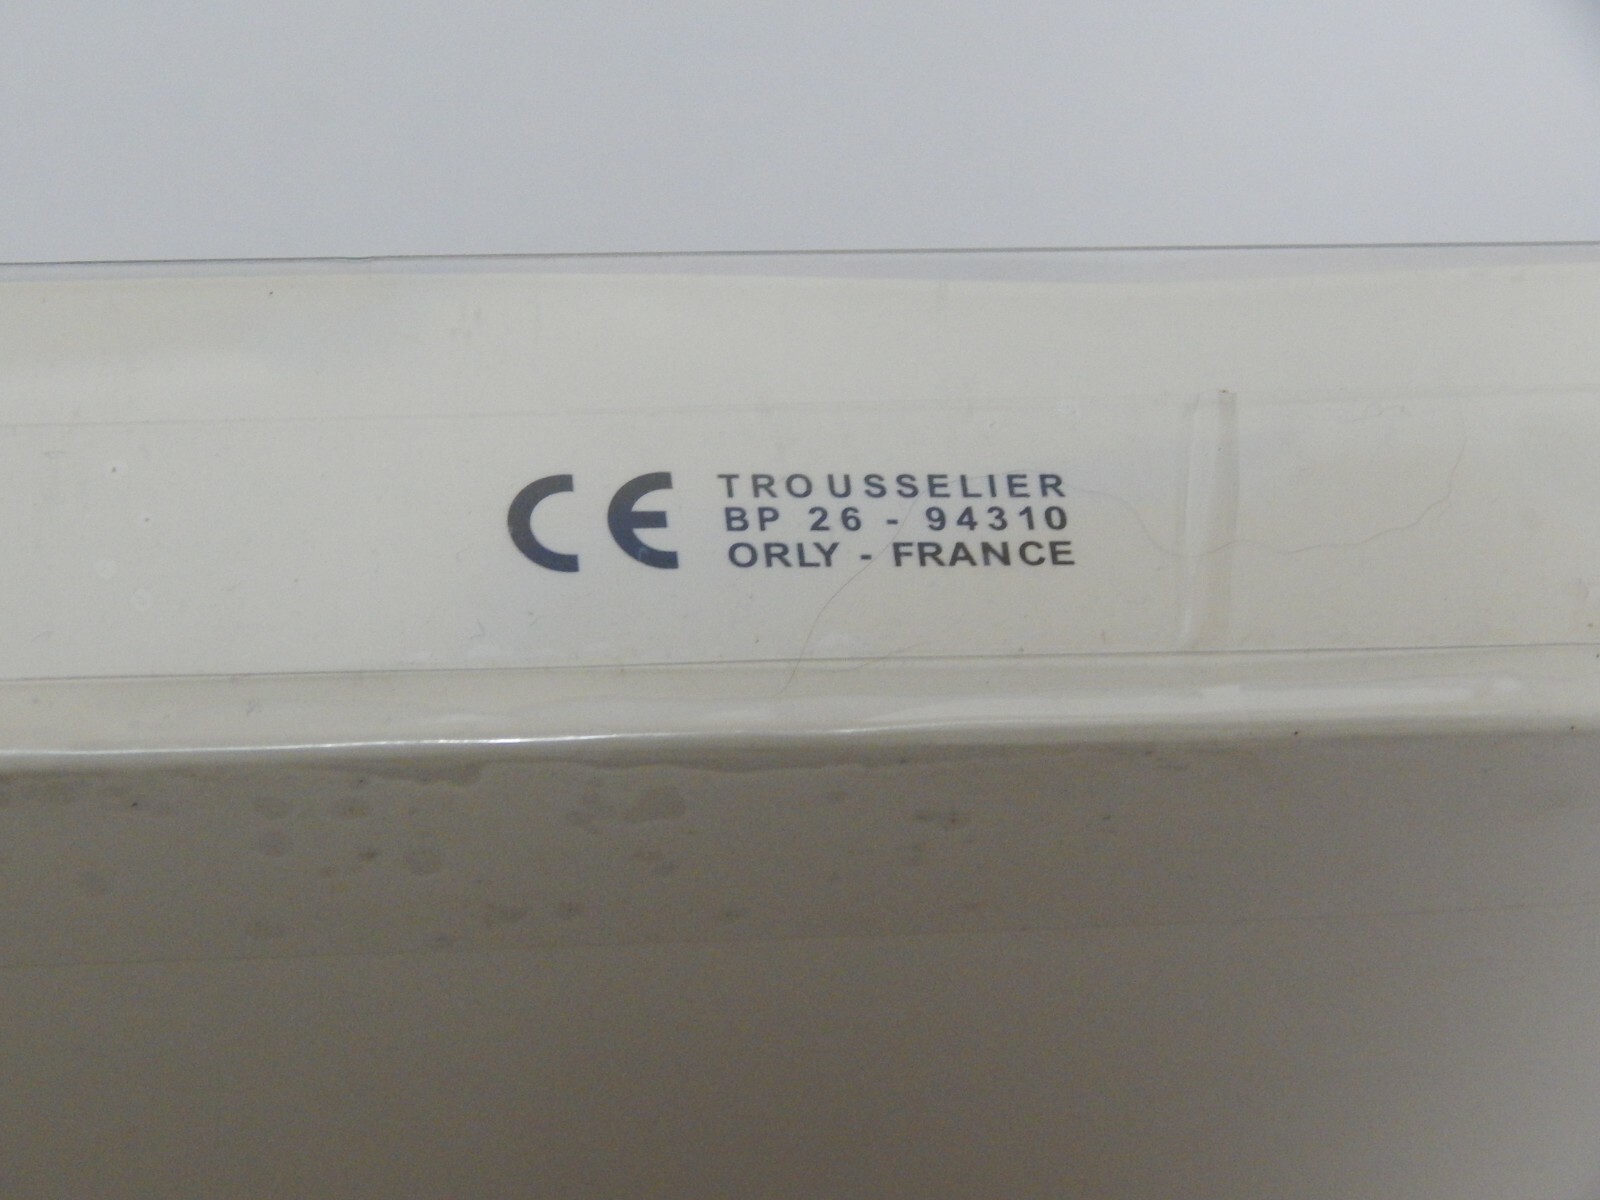 CE
TROUSSELIER
BP 26 - 94310
ORLY - FRANCE